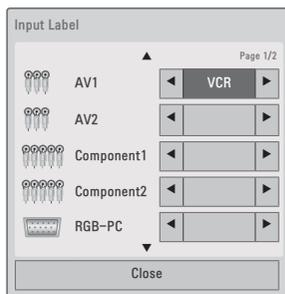 Input Label
Page 1/2
AV1 VCR
AV2
Component1
Component2
RGB-PC
Close